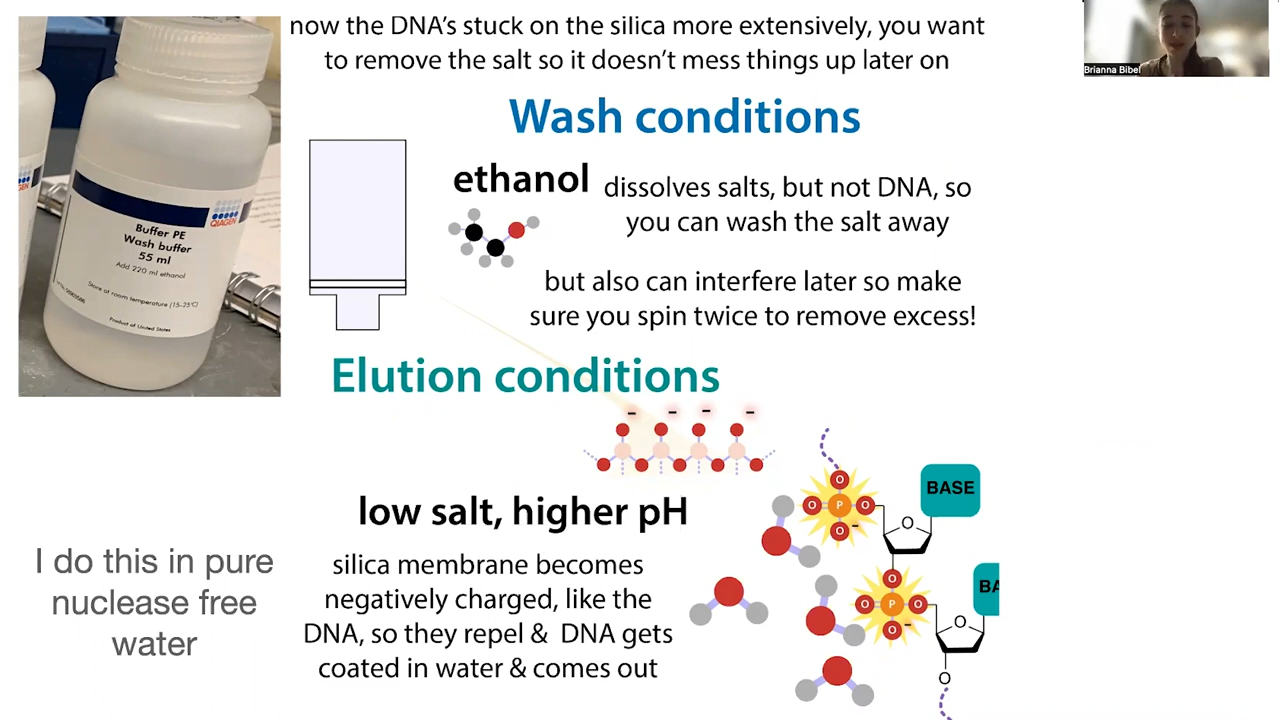 now the DNA's stuck on the silica more extensively, you want
to remove the salt so it doesn't mess things up later on
Brianna Bibel
Wash conditions
ethanol
dissolves salts, but not DNA, so
you can wash the salt away
but also can interfere later so make
sure you spin twice to remove excess!
QIAGEN
Buffer PE
Wash buffer
55 ml
Add 220 ml ethanol
Store at room temperature (15–25°C)
Product of United States
Elution conditions
- - - -
low salt, higher pH
silica membrane becomes
negatively charged, like the
DNA, so they repel & DNA gets
coated in water & comes out
I do this in pure
nuclease free
water
O
O P O
O -
O
BASE
O
O P O
O -
O
BA
O